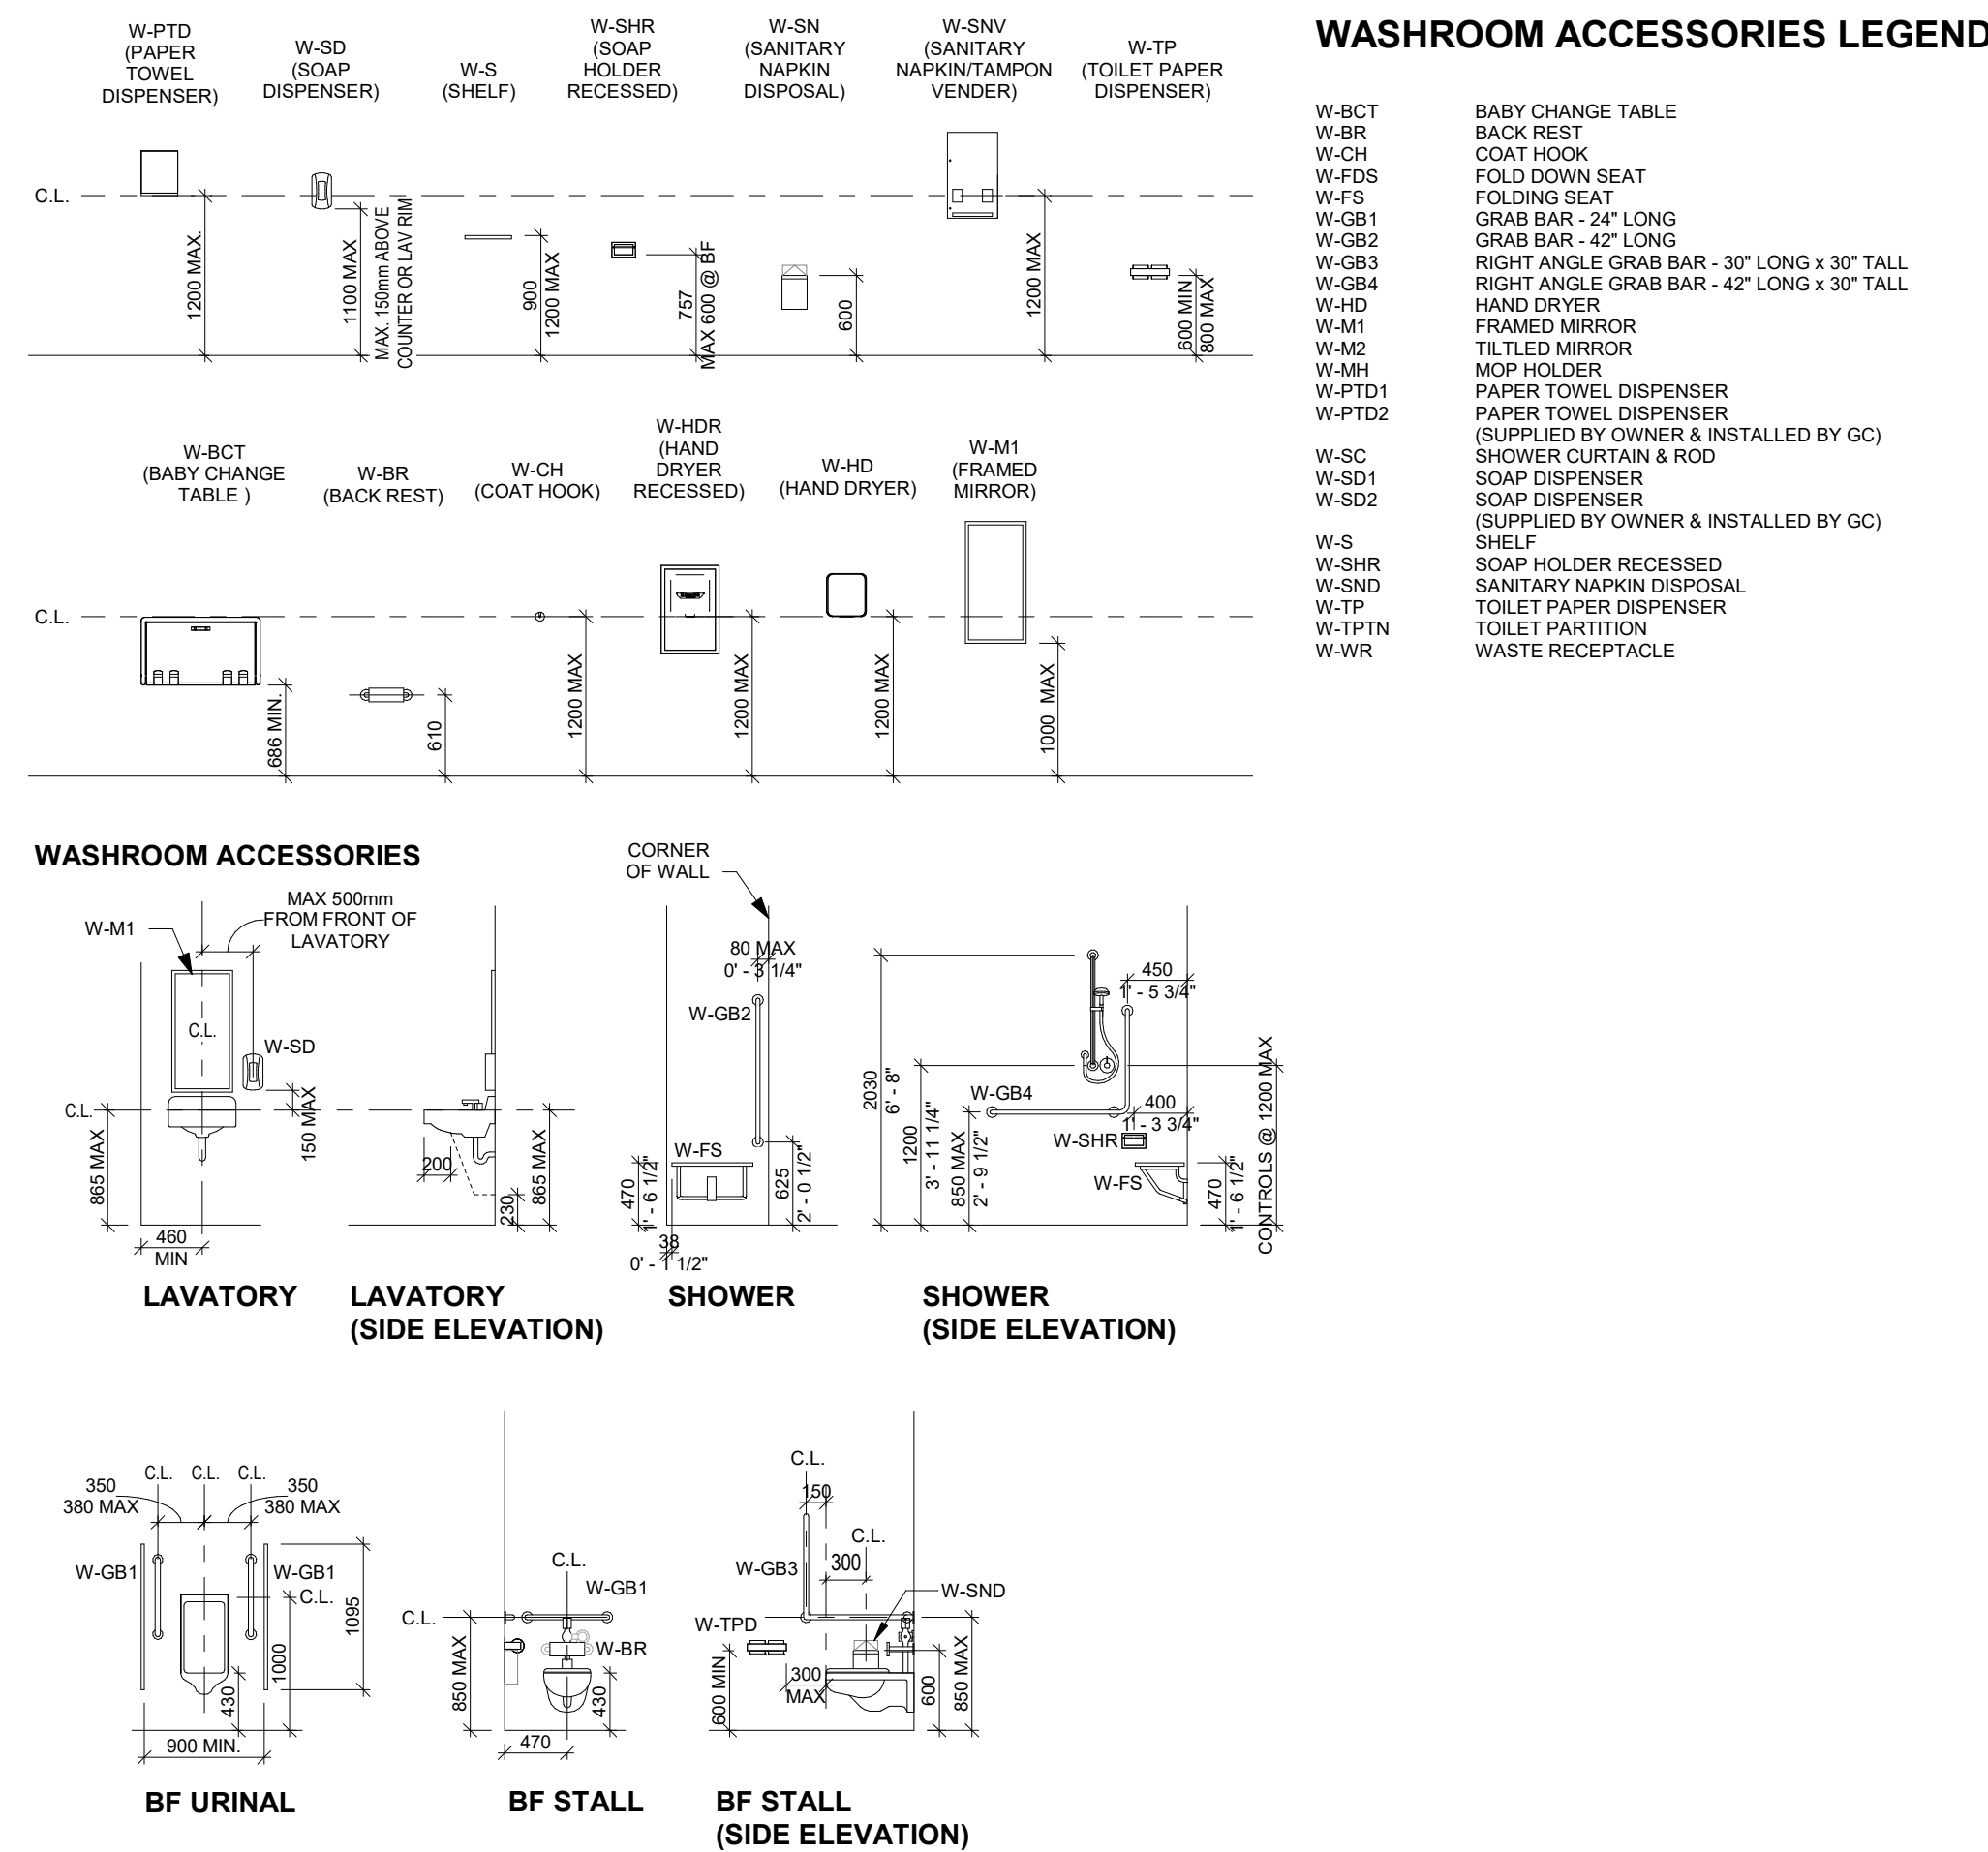 W-PTD
(PAPER
TOWEL
DISPENSER)
W-SD
(SOAP
DISPENSER)
W-S
(SHELF)
W-SHR
(SOAP
HOLDER
RECESSED)
W-SN
(SANITARY
NAPKIN
DISPOSAL)
W-SNV
(SANITARY
NAPKIN/TAMPON
VENDER)
W-TP
(TOILET PAPER
DISPENSER)
C.L.
1200 MAX.
1100 MAX
MAX. 150mm ABOVE
COUNTER OR LAV RIM
900
1200 MAX
757
MAX 600 @ BF
600
1200 MAX
600 MIN
800 MAX
W-BCT
(BABY CHANGE
TABLE )
W-BR
(BACK REST)
W-CH
(COAT HOOK)
W-HDR
(HAND
DRYER
RECESSED)
W-HD
(HAND DRYER)
W-M1
(FRAMED
MIRROR)
C.L.
686 MIN.
610
1200 MAX
1200 MAX
1200 MAX
1000 MAX
WASHROOM ACCESSORIES LEGEND
W-BCT BABY CHANGE TABLE
W-BR BACK REST
W-CH COAT HOOK
W-FDS FOLD DOWN SEAT
W-FS FOLDING SEAT
W-GB1 GRAB BAR - 24" LONG
W-GB2 GRAB BAR - 42" LONG
W-GB3 RIGHT ANGLE GRAB BAR - 30" LONG x 30" TALL
W-GB4 RIGHT ANGLE GRAB BAR - 42" LONG x 30" TALL
W-HD HAND DRYER
W-M1 FRAMED MIRROR
W-M2 TILTLED MIRROR
W-MH MOP HOLDER
W-PTD1 PAPER TOWEL DISPENSER
W-PTD2 PAPER TOWEL DISPENSER
(SUPPLIED BY OWNER & INSTALLED BY GC)
W-SC SHOWER CURTAIN & ROD
W-SD1 SOAP DISPENSER
W-SD2 SOAP DISPENSER
(SUPPLIED BY OWNER & INSTALLED BY GC)
W-S SHELF
W-SHR SOAP HOLDER RECESSED
W-SND SANITARY NAPKIN DISPOSAL
W-TP TOILET PAPER DISPENSER
W-TPTN TOILET PARTITION
W-WR WASTE RECEPTACLE
WASHROOM ACCESSORIES
W-M1
MAX 500mm
FROM FRONT OF
LAVATORY
C.L.
W-SD
C.L.
865 MAX
150 MAX
460
MIN
LAVATORY
200
230
865 MAX
LAVATORY
(SIDE ELEVATION)
CORNER
OF WALL
80 MAX
0' - 3 1/4"
W-GB2
W-FS
470
1' - 6 1/2"
625
2' - 0 1/2"
38
0' - 1 1/2"
SHOWER
450
1' - 5 3/4"
2030
6' - 8"
1200
3' - 11 1/4"
W-GB4
850 MAX
2' - 9 1/2"
400
1' - 3 3/4"
W-SHR
W-FS
470
1' - 6 1/2"
CONTROLS @ 1200 MAX
SHOWER
(SIDE ELEVATION)
C.L.
C.L.
C.L.
350
380 MAX
350
380 MAX
W-GB1
W-GB1
C.L.
1095
1000
430
900 MIN.
BF URINAL
C.L.
W-GB1
C.L.
W-BR
850 MAX
430
470
BF STALL
C.L.
150
C.L.
W-GB3
300
W-SND
W-TPD
600 MIN
300
MAX
600
850 MAX
BF STALL
(SIDE ELEVATION)